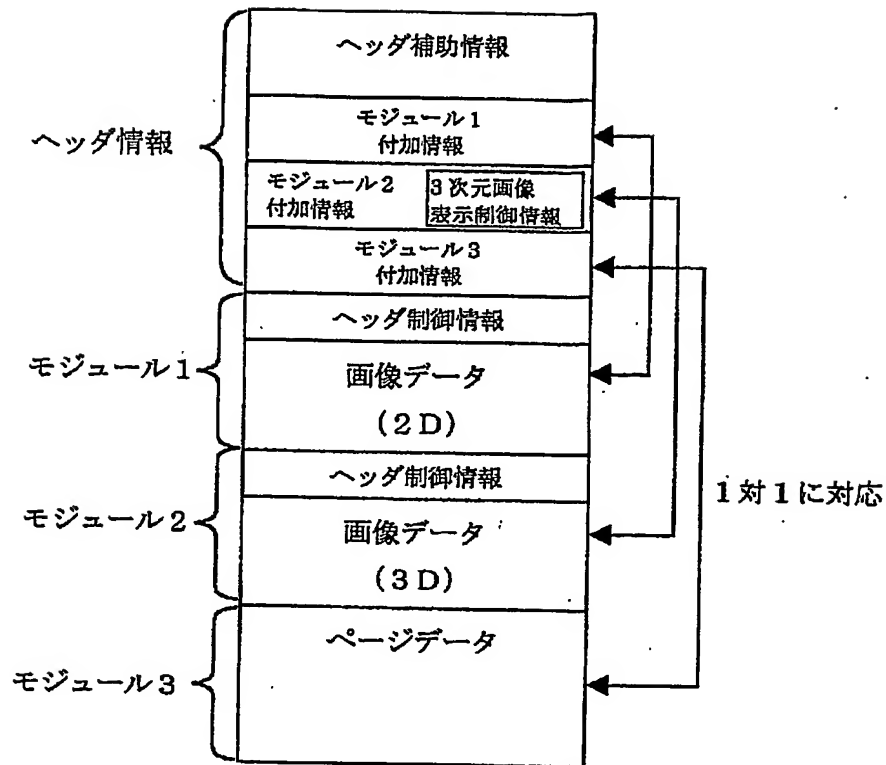 ヘッダ補助情報
ヘッダ情報
モジュール1
付加情報
モジュール2
付加情報
3次元画像
表示制御情報
モジュール3
付加情報
モジュール1
ヘッダ制御情報
画像データ
(2D)
モジュール2
ヘッダ制御情報
画像データ
(3D)
1対1に対応
モジュール3
ページデータ